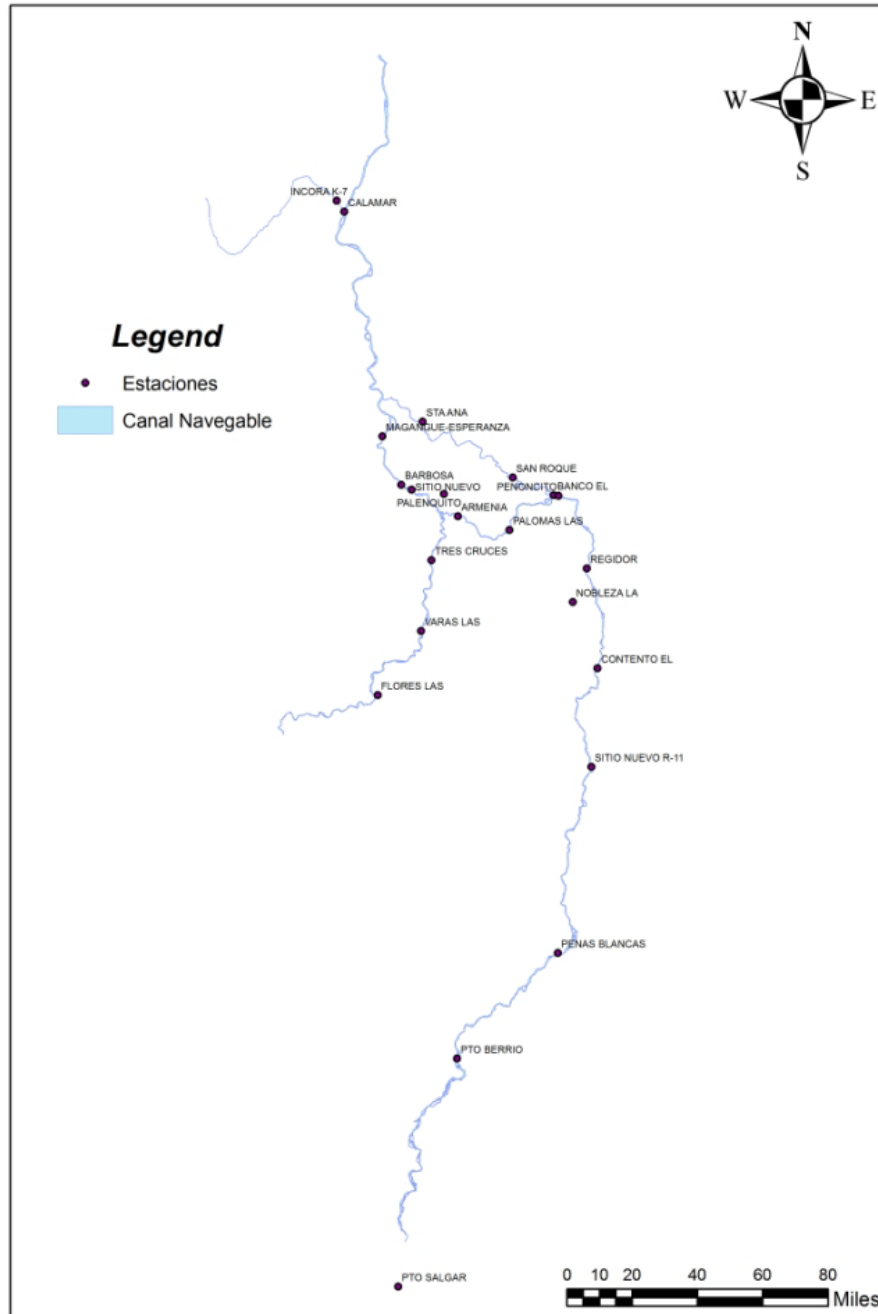 N
W E
S
INCORA K-7
CALAMAR
Legend
Estaciones
Canal Navegable
STA ANA
MAGANGUE-ESPERANZA
SAN ROQUE
BARBOSA
SITIO NUEVO
PENONCITO BANCO EL
PALENQUITO
ARMENIA
PALOMAS LAS
TRES CRUCES
REGIDOR
NOBLEZA LA
VARAS LAS
CONTENTO EL
FLORES LAS
SITIO NUEVO R-11
PENAS BLANCAS
PTO BERRIO
PTO SALGAR
0 10 20 40 60 80
Miles